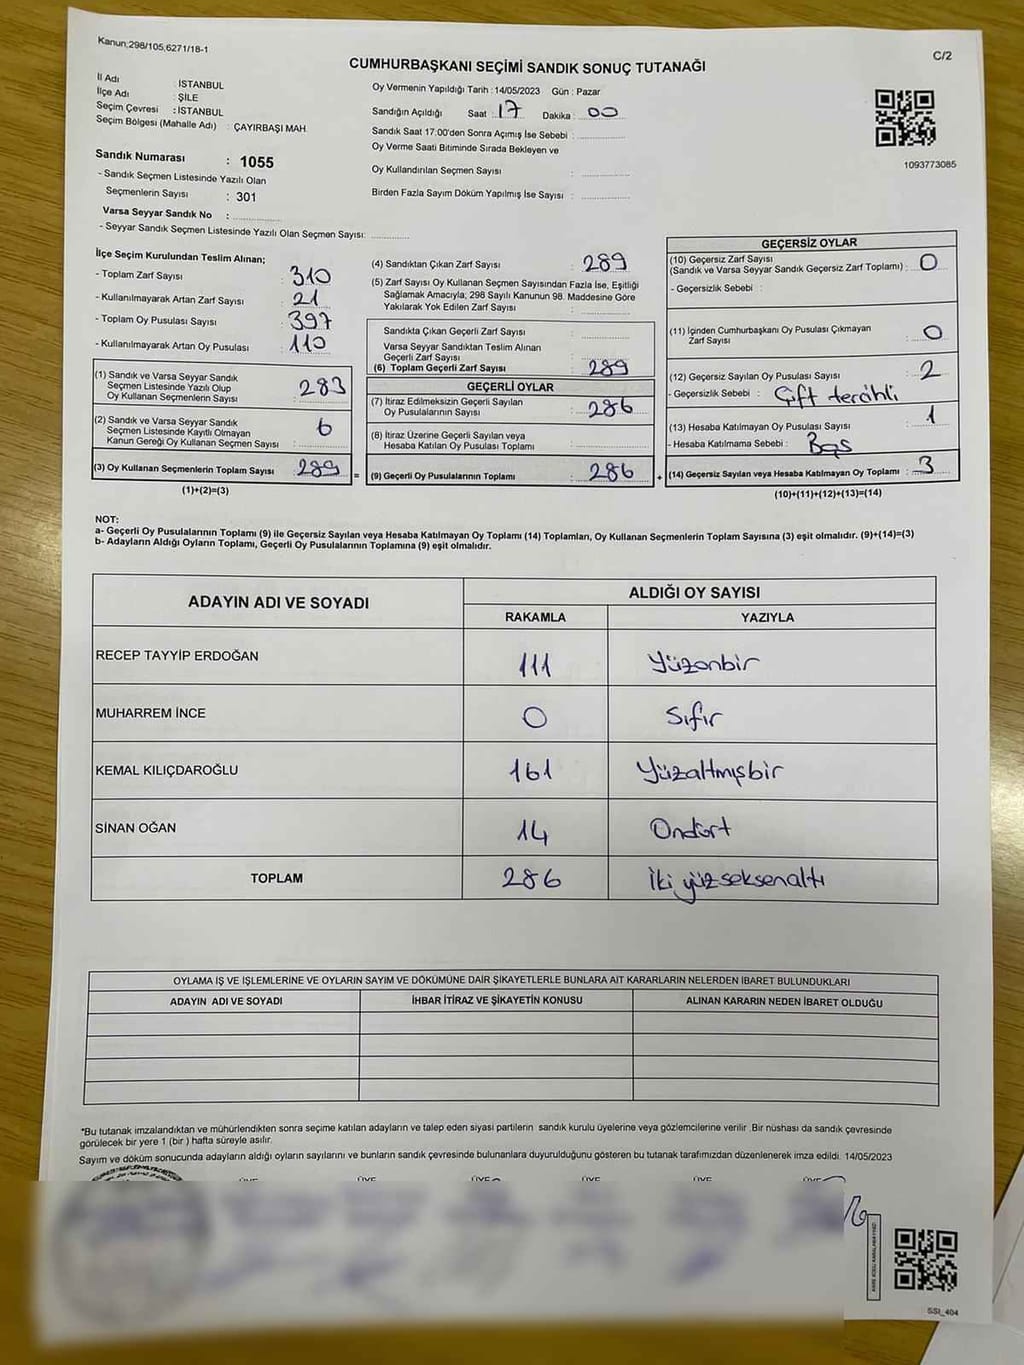 Kanun;298/105,6271/18-1
C/2
CUMHURBAŞKANI SEÇİMİ SANDIK SONUÇ TUTANAĞI
İl Adı : İSTANBUL
İlçe Adı : ŞİLE
Seçim Çevresi : İSTANBUL
Seçim Bölgesi (Mahalle Adı) : ÇAYIRBAŞI MAH.
Oy Vermenin Yapıldığı Tarih : 14/05/2023 Gün : Pazar
Sandığın Açıldığı Saat : 17 Dakika : 00
Sandık Saat 17:00'den Sonra Açımış İse Sebebi :
Oy Verme Saati Bitiminde Sırada Bekleyen ve
Oy Kullandırılan Seçmen Sayısı :
Birden Fazla Sayım Döküm Yapılmış İse Sayısı :
1093773085
Sandık Numarası : 1055
- Sandık Seçmen Listesinde Yazılı Olan
Seçmenlerin Sayısı : 301
Varsa Seyyar Sandık No :
- Seyyar Sandık Seçmen Listesinde Yazılı Olan Seçmen Sayısı:
İlçe Seçim Kurulundan Teslim Alınan;
- Toplam Zarf Sayısı : 310
- Kullanılmayarak Artan Zarf Sayısı : 21
- Toplam Oy Pusulası Sayısı : 397
- Kullanılmayarak Artan Oy Pusulası : 110
(1) Sandık ve Varsa Seyyar Sandık
Seçmen Listesinde Yazılı Olup
Oy Kullanan Seçmenlerin Sayısı : 283
(2) Sandık ve Varsa Seyyar Sandık
Seçmen Listesinde Kayıtlı Olmayan
Kanun Gereği Oy Kullanan Seçmen Sayısı : 6
(3) Oy Kullanan Seçmenlerin Toplam Sayısı : 289
(1)+(2)=(3)
(4) Sandıktan Çıkan Zarf Sayısı : 289
(5) Zarf Sayısı Oy Kullanan Seçmen Sayısından Fazla İse, Eşitliği
Sağlamak Amacıyla; 298 Sayılı Kanunun 98. Maddesine Göre
Yakılarak Yok Edilen Zarf Sayısı :
Sandıkta Çıkan Geçerli Zarf Sayısı :
Varsa Seyyar Sandıktan Teslim Alınan
Geçerli Zarf Sayısı :
(6) Toplam Geçerli Zarf Sayısı : 289
=
GEÇERLİ OYLAR
(7) İtiraz Edilmeksizin Geçerli Sayılan
Oy Pusulalarının Sayısı : 286
(8) İtiraz Üzerine Geçerli Sayılan veya
Hesaba Katılan Oy Pusulası Toplamı :
(9) Geçerli Oy Pusulalarının Toplamı : 286
+
GEÇERSİZ OYLAR
(10) Geçersiz Zarf Sayısı
(Sandık ve Varsa Seyyar Sandık Geçersiz Zarf Toplamı) : 0
- Geçersizlik Sebebi :
(11) İçinden Cumhurbaşkanı Oy Pusulası Çıkmayan
Zarf Sayısı : 0
(12) Geçersiz Sayılan Oy Pusulası Sayısı : 2
- Geçersizlik Sebebi : Çift tercihli
(13) Hesaba Katılmayan Oy Pusulası Sayısı : 1
- Hesaba Katılmama Sebebi : Boş
(14) Geçersiz Sayılan veya Hesaba Katılmayan Oy Toplamı : 3
(10)+(11)+(12)+(13)=(14)
NOT:
a- Geçerli Oy Pusulalarının Toplamı (9) ile Geçersiz Sayılan veya Hesaba Katılmayan Oy Toplamı (14) Toplamları, Oy Kullanan Seçmenlerin Toplam Sayısına (3) eşit olmalıdır. (9)+(14)=(3)
b- Adayların Aldığı Oyların Toplamı, Geçerli Oy Pusulalarının Toplamına (9) eşit olmalıdır.
ADAYIN ADI VE SOYADI
ALDIĞI OY SAYISI
RAKAMLA YAZIYLA
RECEP TAYYİP ERDOĞAN 111 Yüzonbir
MUHARREM İNCE 0 Sıfır
KEMAL KILIÇDAROĞLU 161 Yüzaltmışbir
SİNAN OĞAN 14 Ondört
TOPLAM 286 İki yüz seksenaltı
OYLAMA İŞ VE İŞLEMLERİNE VE OYLARIN SAYIM VE DÖKÜMÜNE DAİR ŞİKAYETLERLE BUNLARA AİT KARARLARIN NELERDEN İBARET BULUNDUKLARI
ADAYIN ADI VE SOYADI İHBAR İTİRAZ VE ŞİKAYETİN KONUSU ALINAN KARARIN NEDEN İBARET OLDUĞU
*Bu tutanak imzalandıktan ve mühürlendikten sonra seçime katılan adayların ve talep eden siyasi partilerin sandık kurulu üyelerine veya gözlemcilerine verilir .Bir nüshası da sandık çevresinde
görülecek bir yere 1 (bir ) hafta süreyle asılır.
Sayım ve döküm sonucunda adayların aldığı oyların sayılarını ve bunların sandık çevresinde bulunanlara duyurulduğunu gösteren bu tutanak tarafımızdan düzenlenerek imza edildi. 14/05/2023
SSI_404